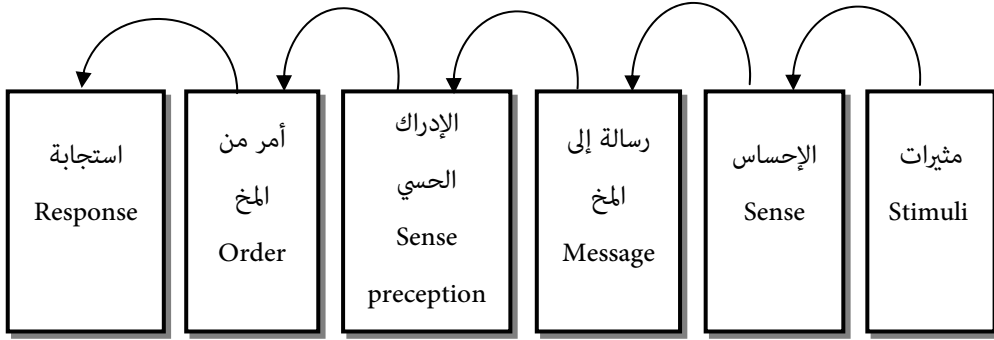 مثيرات
Stimuli
الإحساس
Sense
رسالة إلى
المخ
Message
الإدراك
الحسي
Sense
preception
أمر من
المخ
Order
استجابة
Response